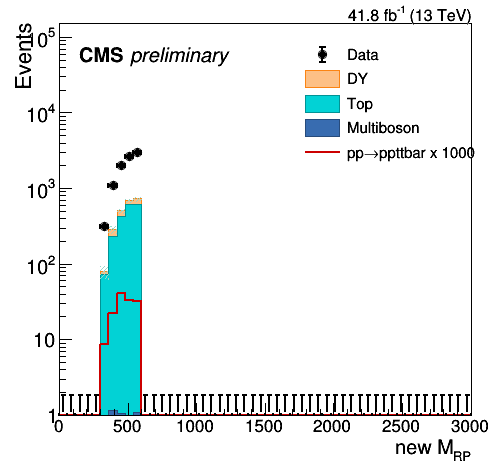 41.8 fb⁻¹ (13 TeV)
Events
CMS preliminary
Data
DY
Top
Multiboson
pp→ppttbar x 1000
10⁵
10⁴
10³
10²
10
1
0 500 1000 1500 2000 2500 3000
new M_RP